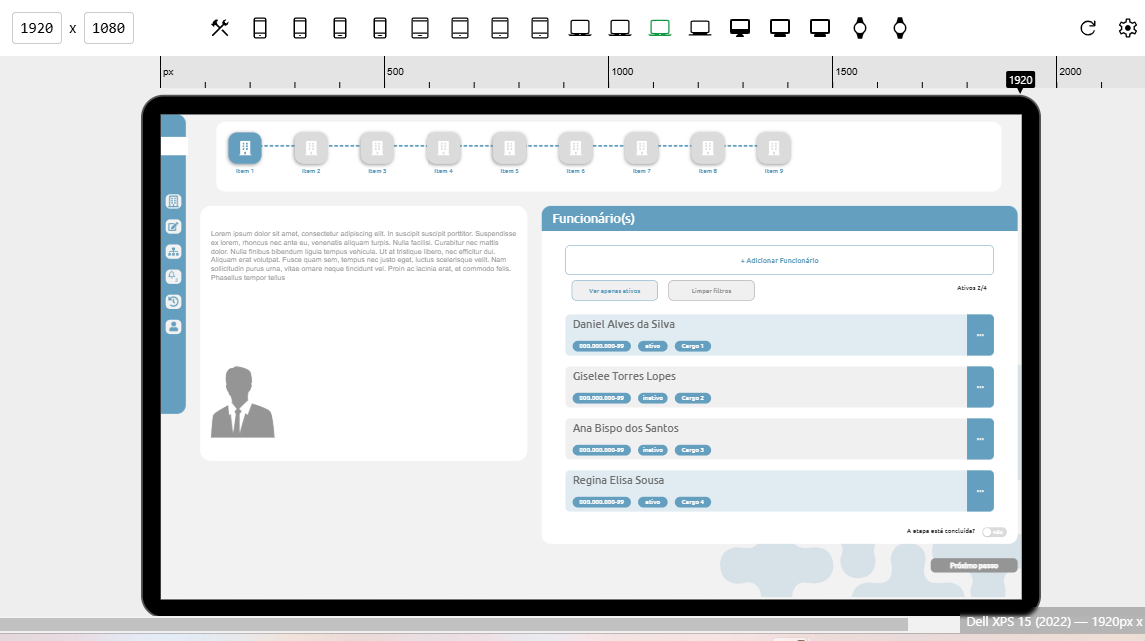 1920 x 1080
px 500 1000 1500 2000
1920
Item 1 Item 2 Item 3 Item 4 Item 5 Item 6 Item 7 Item 8 Item 9
Lorem ipsum dolor sit amet, consectetur adipiscing elit. In suscipit suscipit porttitor. Suspendisse
ex lorem, rhoncus nec ante eu, venenatis aliquam turpis. Nulla facilisi. Curabitur nec mattis
dolor. Nulla finibus bibendum ligula tempus vehicula. Ut at tristique libero, nec efficitur dui.
Aliquam erat volutpat. Fusce quam sem, tempus nec justo eget, luctus scelerisque velit. Nam
sollicitudin purus urna, vitae ornare neque tincidunt vel. Proin ac lacinia erat, et commodo felis.
Phasellus tempor tellus
Funcionário(s)
+ Adicionar Funcionário
Ver apenas ativos Limpar filtros Ativos 2/4
Daniel Alves da Silva
000.000.000-99 ativo Cargo 1
Giselee Torres Lopes
000.000.000-99 inativo Cargo 2
Ana Bispo dos Santos
000.000.000-99 inativo Cargo 3
Regina Elisa Sousa
000.000.000-99 ativo Cargo 4
A etapa está concluída? não
Próximo passo
Dell XPS 15 (2022) — 1920px x